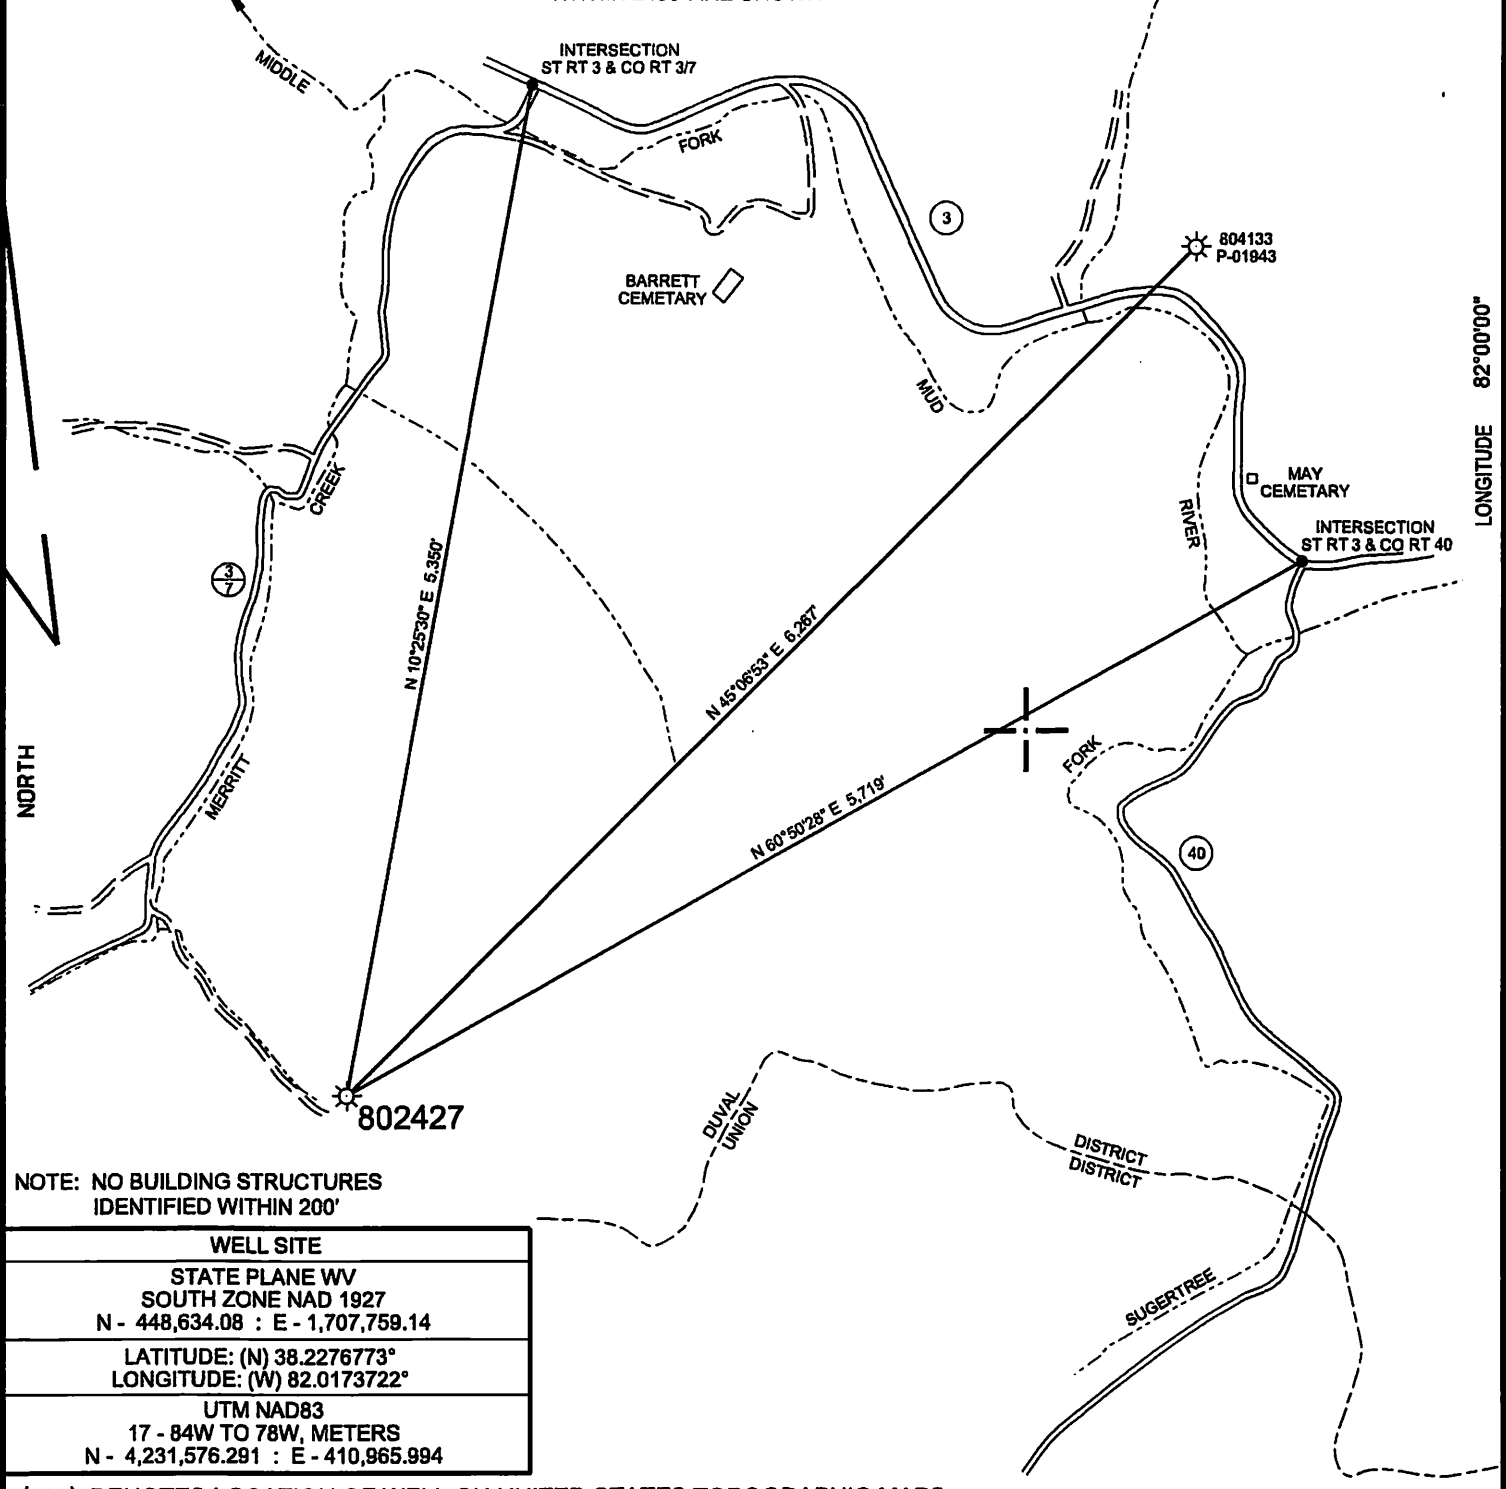 MIDDLE
INTERSECTION
ST RT 3 & CO RT 3/7
FORK
3
804133
P-01943
BARRETT
CEMETARY
MUD
LONGITUDE 82°00'00"
CREEK
RIVER
MAY
CEMETARY
INTERSECTION
ST RT 3 & CO RT 40
3
7
N 10°25'30" E 5,350'
N 45°06'53" E 6,267'
N 60°50'28" E 5,719'
NORTH
MERRITT
FORK
40
802427
DUVAL
UNION
DISTRICT
DISTRICT
SUGERTREE
NOTE: NO BUILDING STRUCTURES
IDENTIFIED WITHIN 200'
WELL SITE
STATE PLANE WV
SOUTH ZONE NAD 1927
N - 448,634.08 : E - 1,707,759.14
LATITUDE: (N) 38.2276773°
LONGITUDE: (W) 82.0173722°
UTM NAD83
17 - 84W TO 78W, METERS
N - 4,231,576.291 : E - 410,965.994